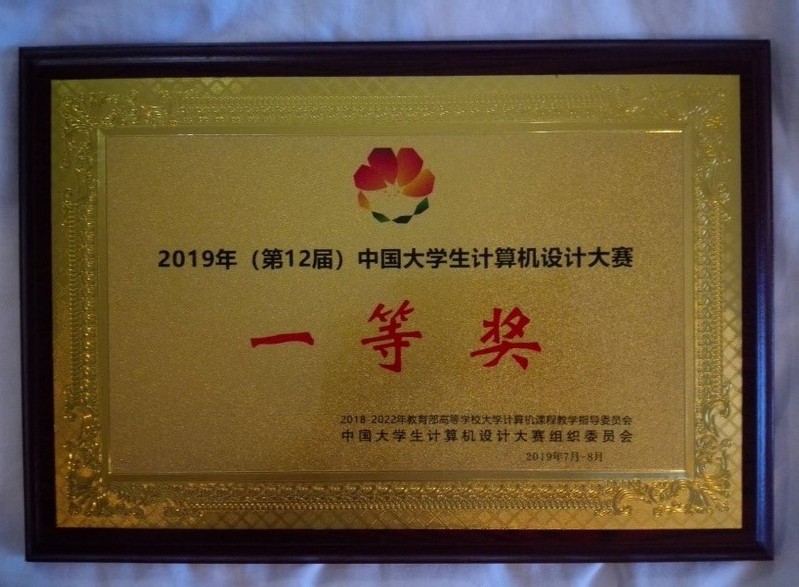 2019年（第12届）中国大学生计算机设计大赛
一等奖
2018-2022年教育部高等学校大学计算机课程教学指导委员会
中国大学生计算机设计大赛组织委员会
2019年7月-8月